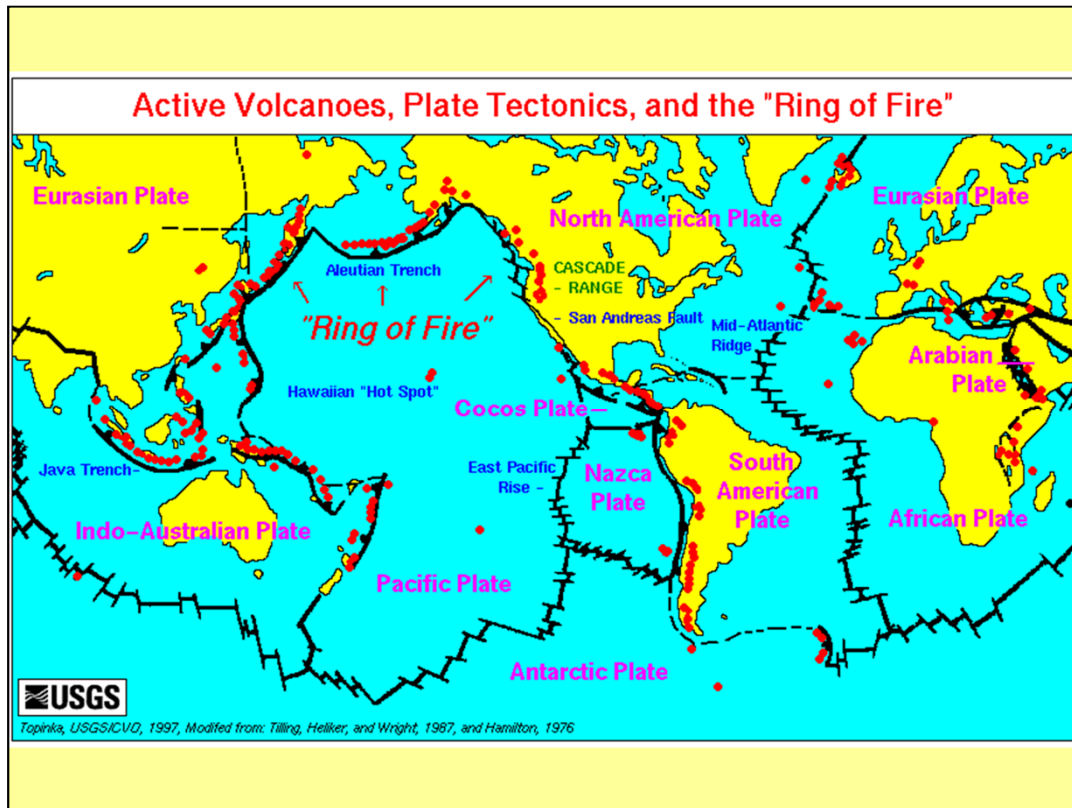 Active Volcanoes, Plate Tectonics, and the "Ring of Fire"
Eurasian Plate
North American Plate
Eurasian Plate
Aleutian Trench
CASCADE
- RANGE
"Ring of Fire"
- San Andreas Fault
Mid-Atlantic
Ridge
Arabian
Plate
Hawaiian "Hot Spot"
Cocos Plate
Java Trench-
East Pacific
Rise -
Nazca
Plate
South
American
Plate
Indo-Australian Plate
African Plate
Pacific Plate
Antarctic Plate
USGS
Topinka, USGS/CVO, 1997, Modifed from: Tilling, Heliker, and Wright, 1987, and Hamilton, 1976